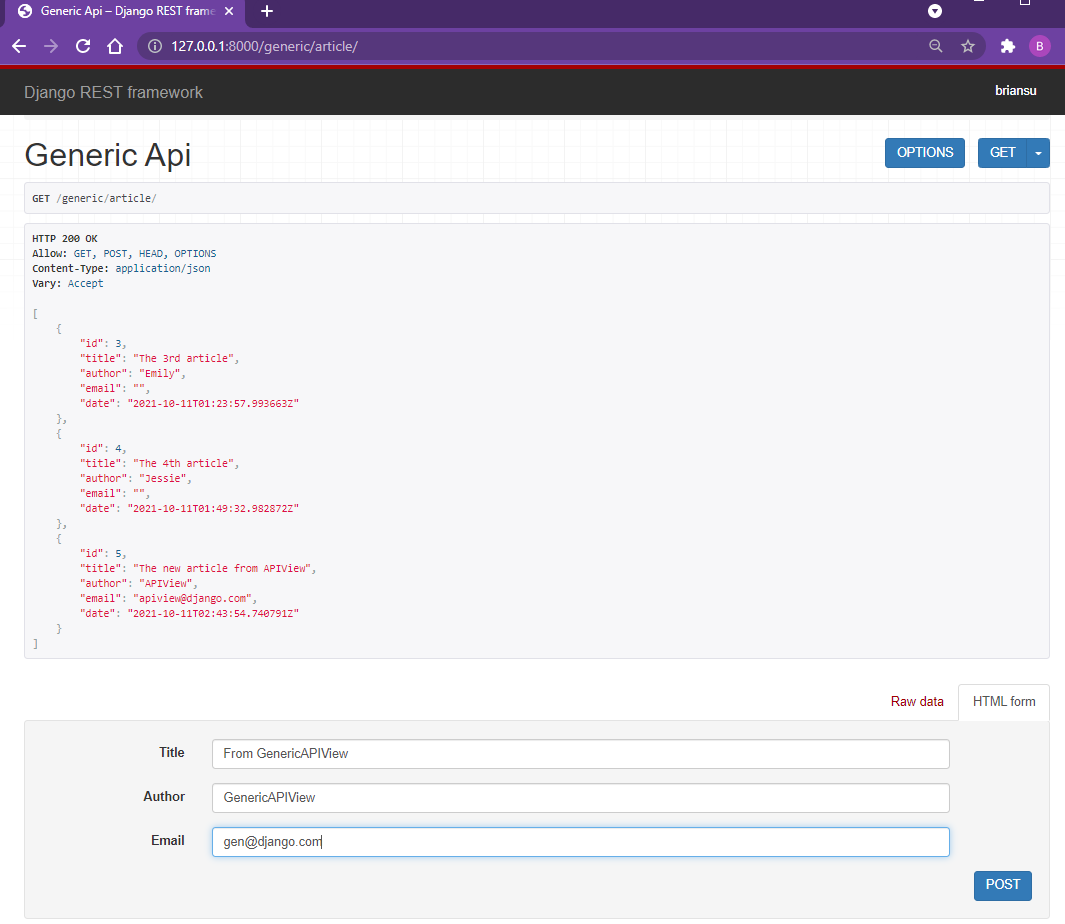 Generic Api – Django REST frame
127.0.0.1:8000/generic/article/
B
Django REST framework
briansu
Generic Api
OPTIONS
GET
GET /generic/article/
HTTP 200 OK
Allow: GET, POST, HEAD, OPTIONS
Content-Type: application/json
Vary: Accept
[
{
"id": 3,
"title": "The 3rd article",
"author": "Emily",
"email": "",
"date": "2021-10-11T01:23:57.993663Z"
},
{
"id": 4,
"title": "The 4th article",
"author": "Jessie",
"email": "",
"date": "2021-10-11T01:49:32.982872Z"
},
{
"id": 5,
"title": "The new article from APIView",
"author": "APIView",
"email": "apiview@django.com",
"date": "2021-10-11T02:43:54.740791Z"
}
]
Raw data
HTML form
Title
From GenericAPIView
Author
GenericAPIView
Email
gen@django.com
POST